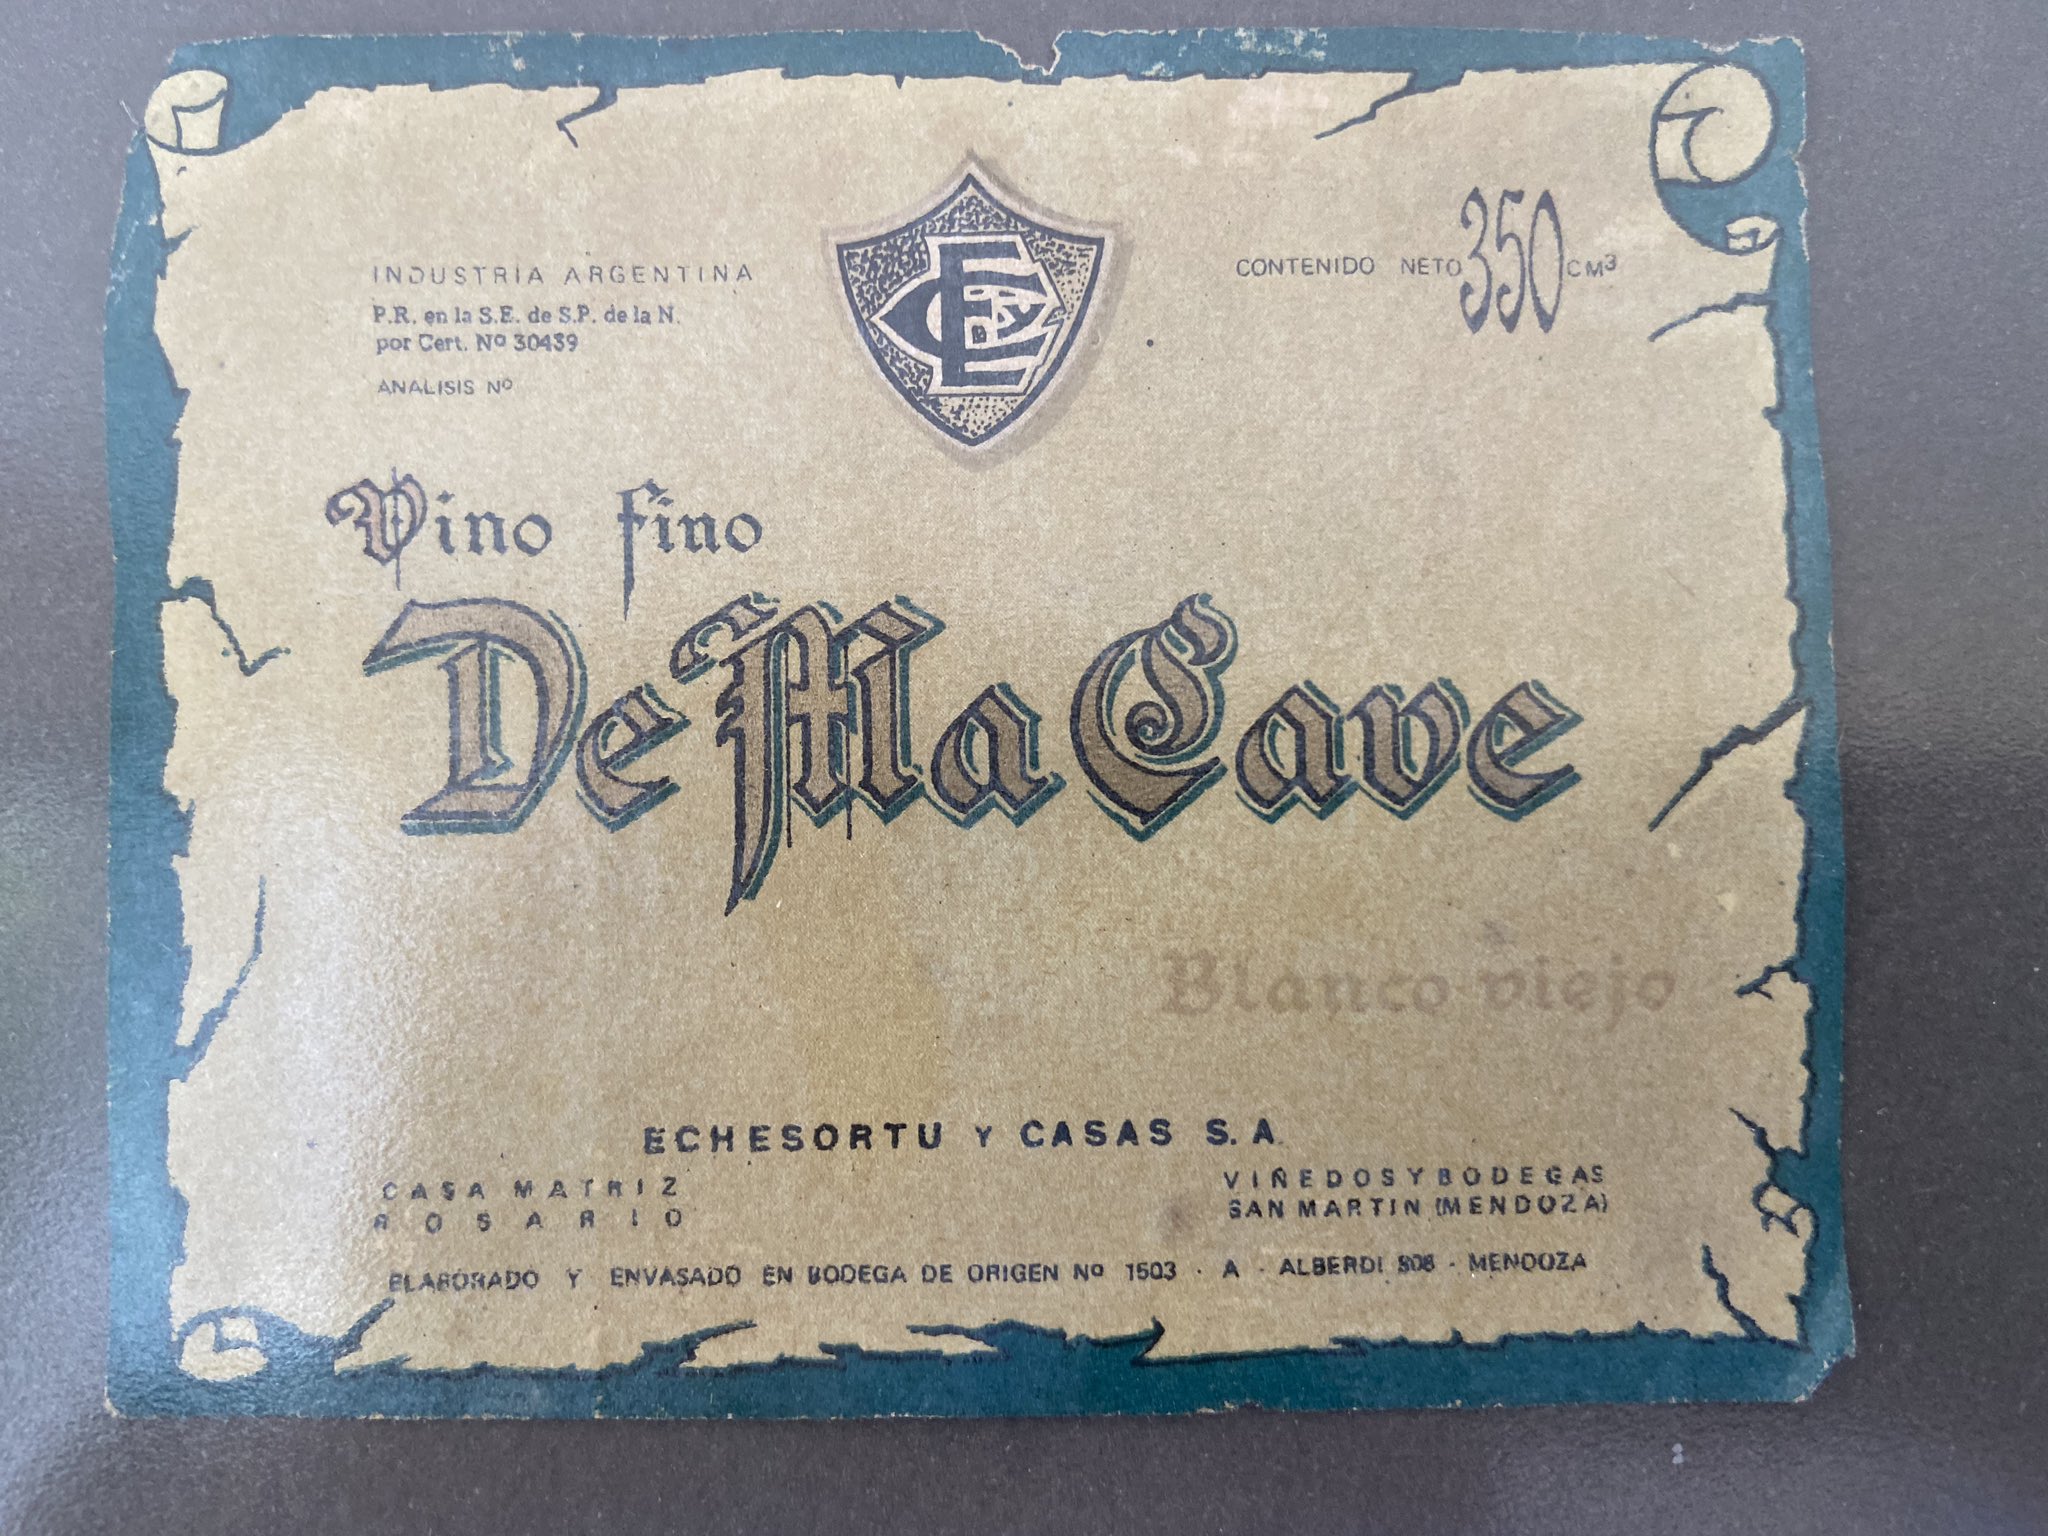 INDUSTRIA ARGENTINA
P.R. en la S.E. de S.P. de la N.
por Cert. Nº 30439
ANALISIS Nº
CONTENIDO NETO 350 CM³
Vino fino
De Ma Cave
Blanco viejo
ECHESORTU Y CASAS S. A.
CASA MATRIZ
ROSARIO
VIÑEDOS Y BODEGAS
SAN MARTIN (MENDOZA)
ELABORADO Y ENVASADO EN BODEGA DE ORIGEN Nº 1503 - A - ALBERDI - MENDOZA